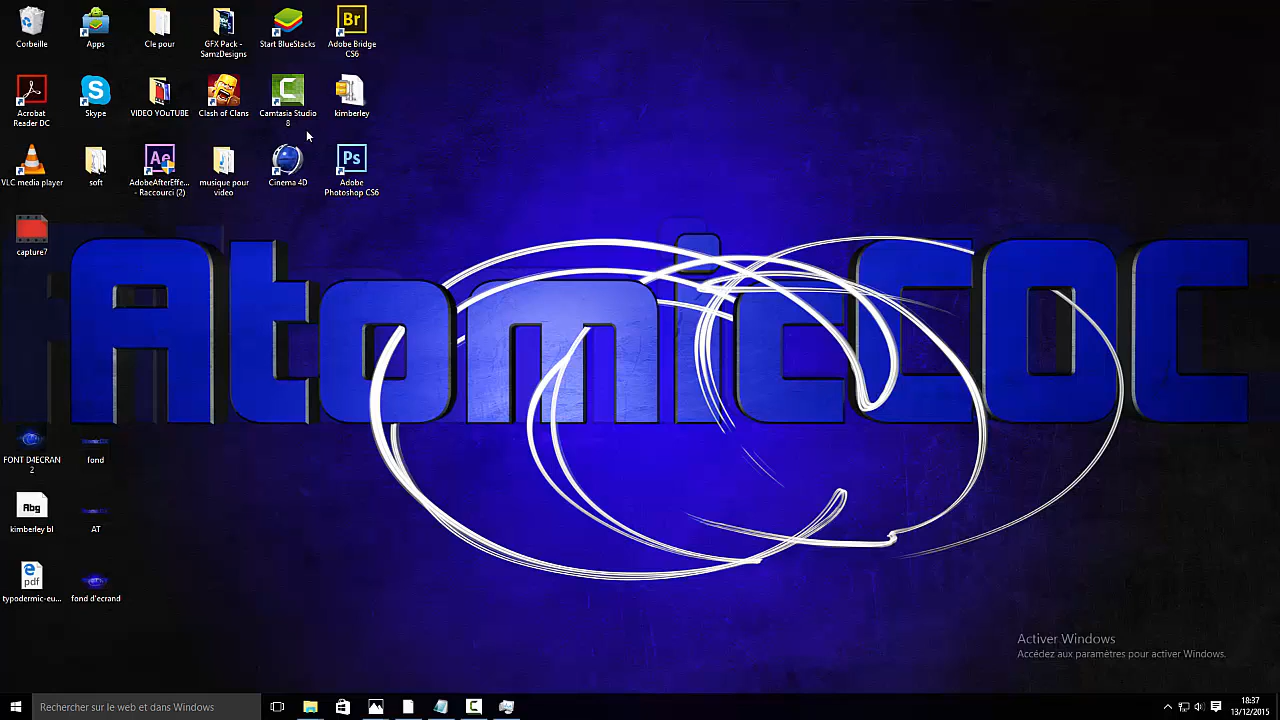 Corbeille
Apps
Cle pour
GFX Pack -
SamzDesigns
Start BlueStacks
Adobe Bridge
CS6
Br
Acrobat
Reader DC
Skype
VIDEO YOUTUBE
Clash of Clans
Camtasia Studio
8
kimberley
VLC media player
soft
Ae
AdobeAfterEffe...
- Raccourci (2)
musique pour
video
Cinema 4D
Ps
Adobe
Photoshop CS6
capture7
AtomicCOC
FONT D4ECRAN
2
fond
Abg
kimberley bl
AT
pdf
typodermic-eu...
fond d'ecrand
Activer Windows
Accédez aux paramètres pour activer Windows.
Rechercher sur le web et dans Windows
18:37
13/12/2015